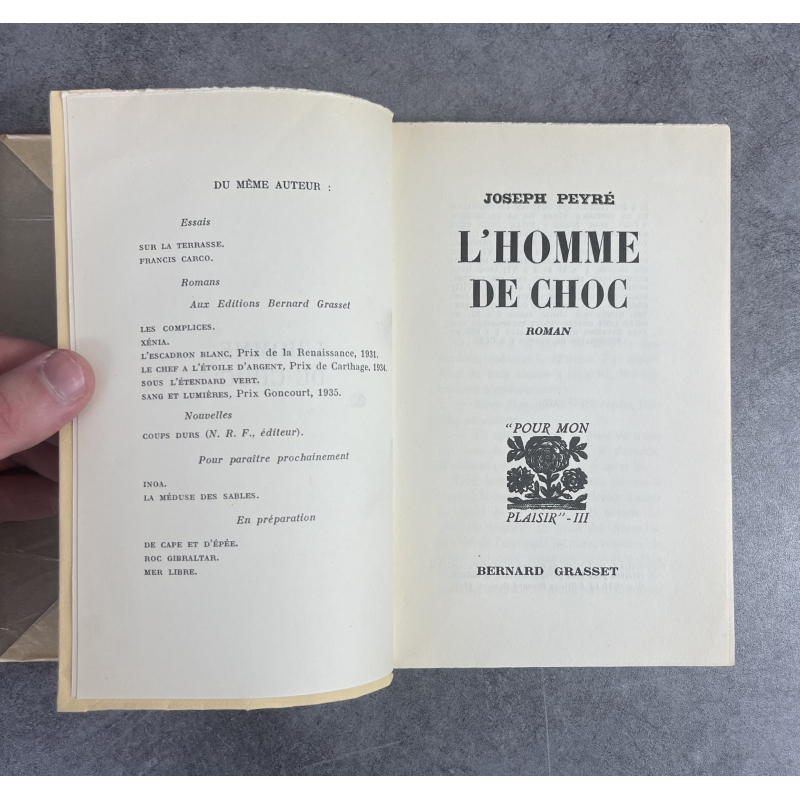 DU MÊME AUTEUR :
Essais
SUR LA TERRASSE.
FRANCIS CARCO.
Romans
Aux Editions Bernard Grasset
LES COMPLICES.
XÉNIA.
L'ESCADRON BLANC, Prix de la Renaissance, 1931.
LE CHEF A L'ÉTOILE D'ARGENT, Prix de Carthage, 1934.
SOUS L'ÉTENDARD VERT.
SANG ET LUMIÈRES, Prix Goncourt, 1935.
Nouvelles
COUPS DURS (N. R. F., éditeur).
Pour paraître prochainement
INOA.
LA MÉDUSE DES SABLES.
En préparation
DE CAPE ET D'ÉPÉE.
ROC GIBRALTAR.
MER LIBRE.
JOSEPH PEYRÉ
L'HOMME
DE CHOC
ROMAN
"POUR MON
PLAISIR" - III
BERNARD GRASSET